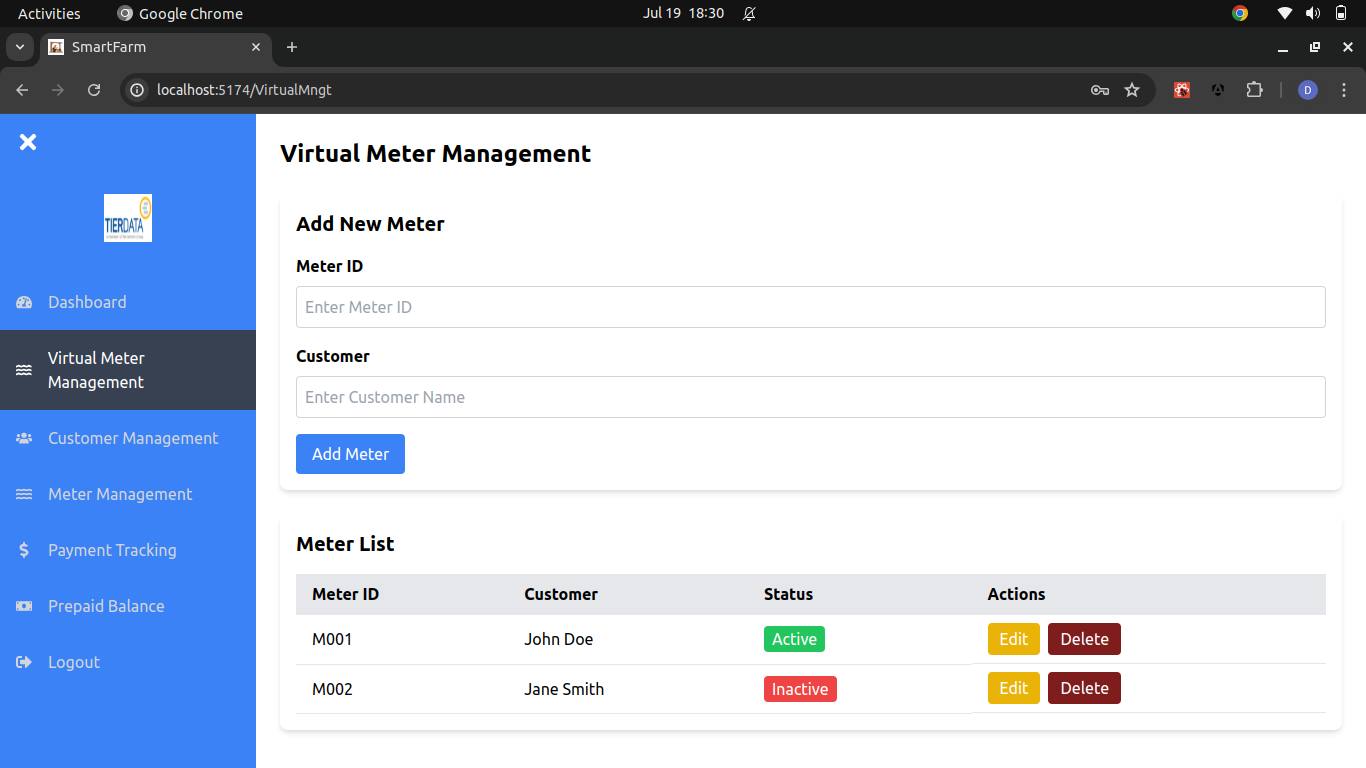 Activities Google Chrome Jul 19 18:30
SmartFarm
localhost:5174/VirtualMngt D
TIERDATA
Dashboard
Virtual Meter
Management
Customer Management
Meter Management
Payment Tracking
Prepaid Balance
Logout
Virtual Meter Management
Add New Meter
Meter ID
Enter Meter ID
Customer
Enter Customer Name
Add Meter
Meter List
Meter ID Customer Status Actions
M001 John Doe Active Edit Delete
M002 Jane Smith Inactive Edit Delete